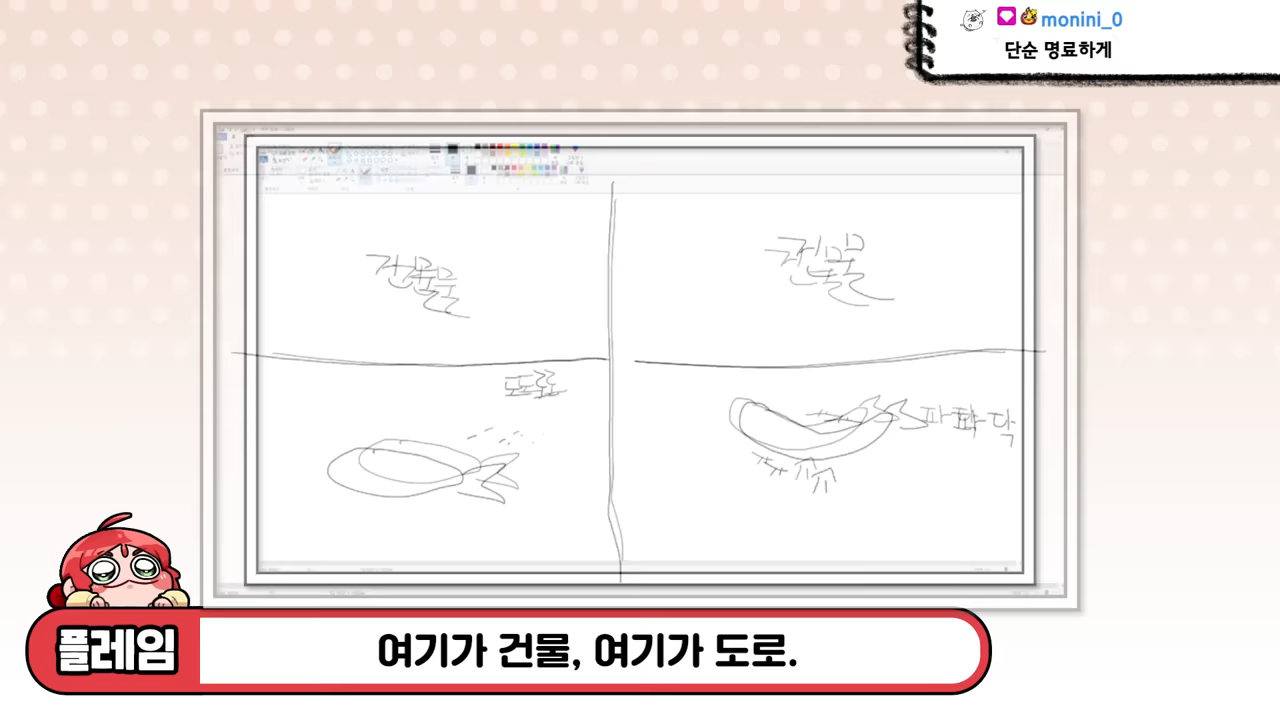 monini_0
단순 명료하게
건물
건물
도로
파닥
플레임
여기가 건물, 여기가 도로.